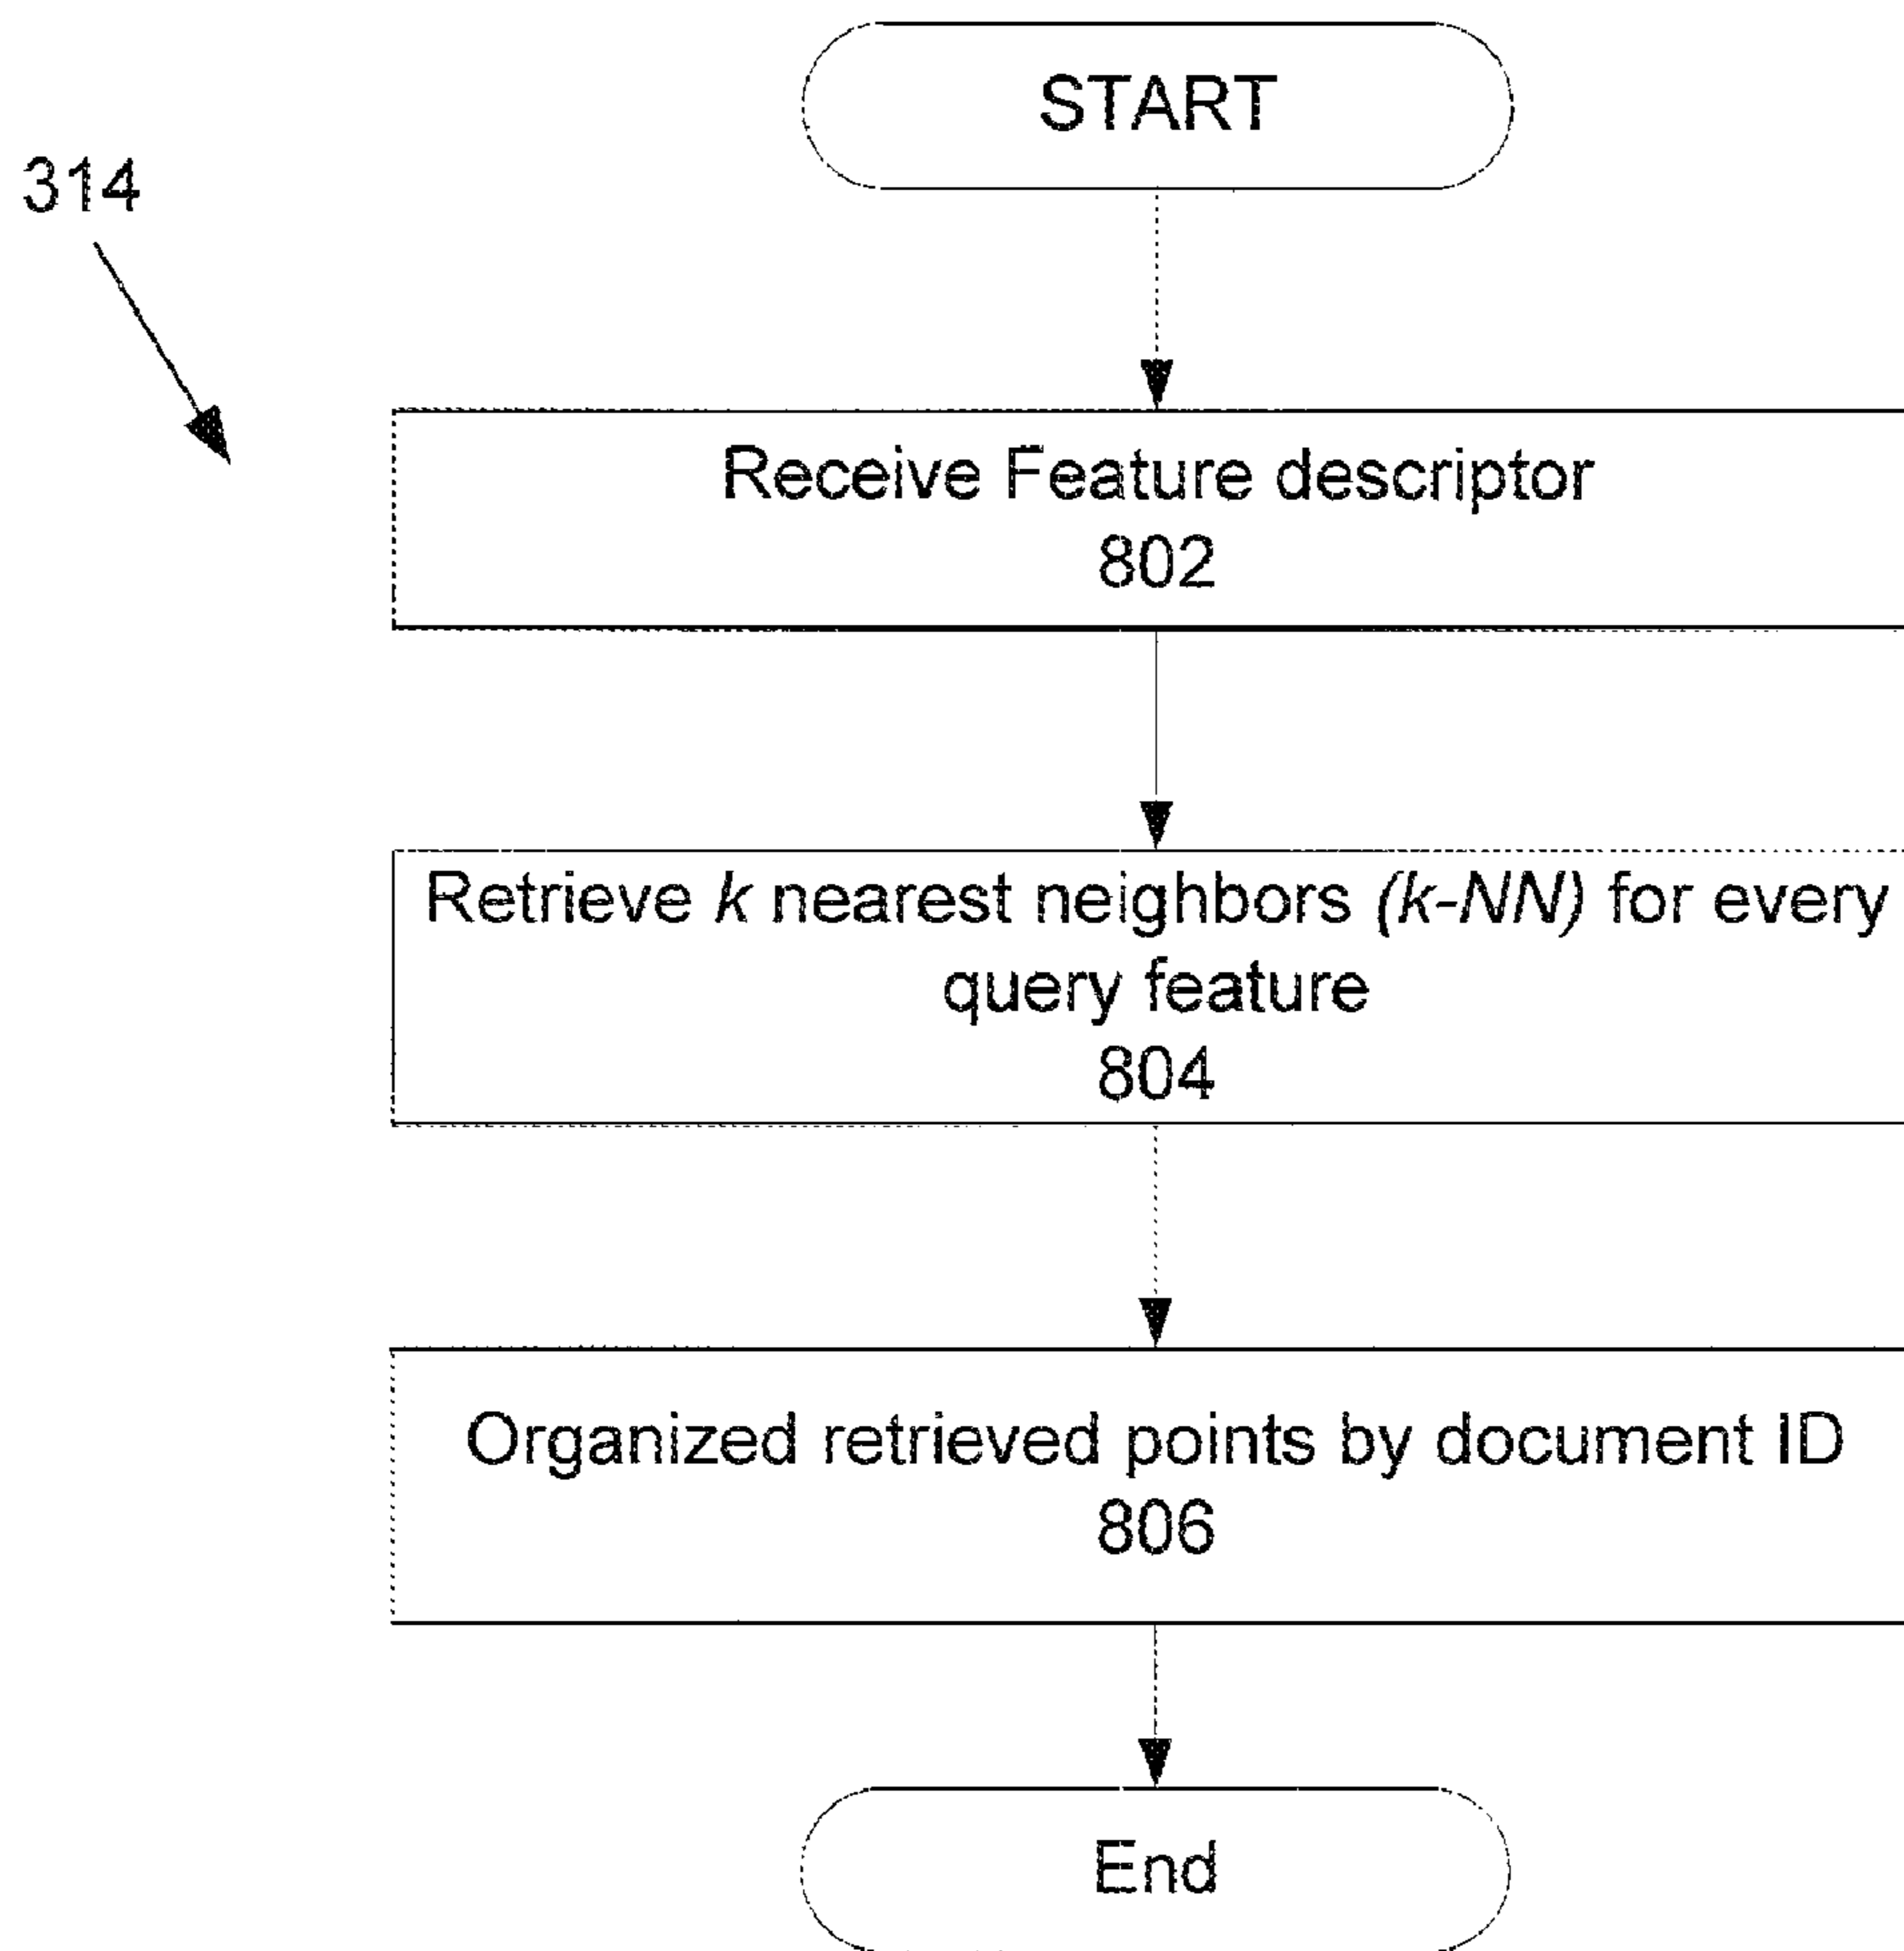 START
314
Receive Feature descriptor
802
Retrieve k nearest neighbors (k-NN) for every
query feature
804
Organized retrieved points by document ID
806
End